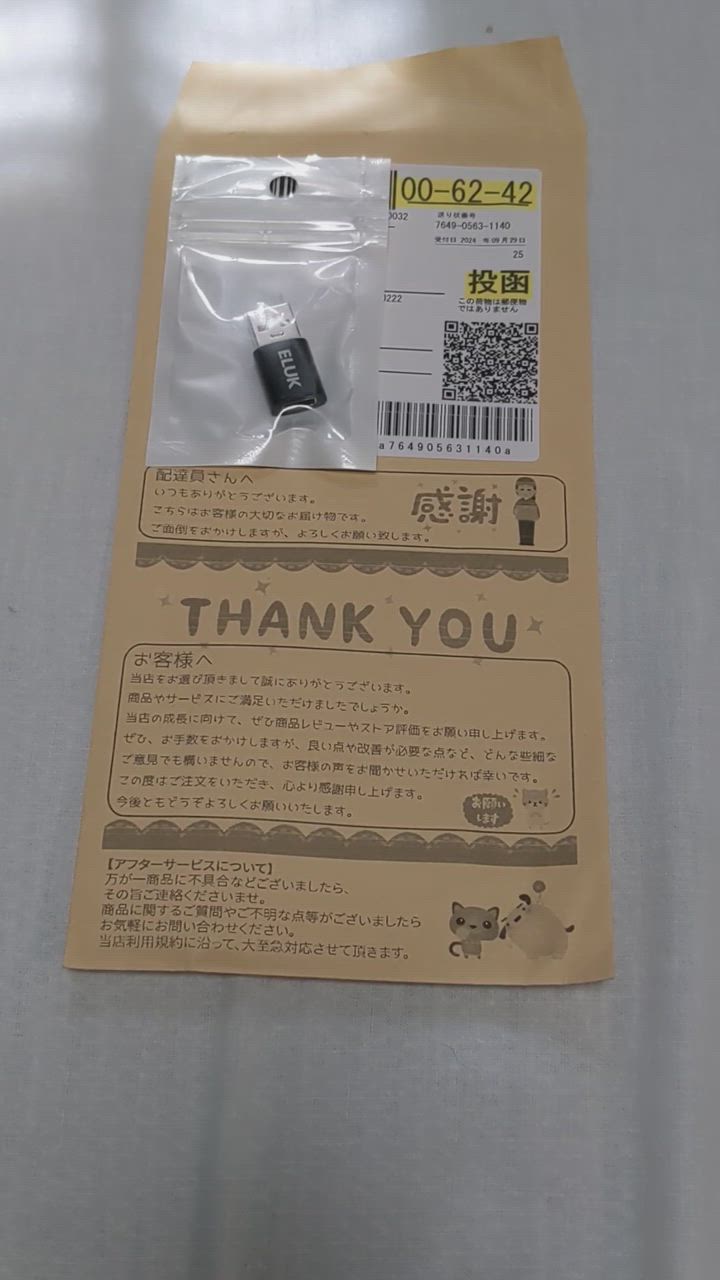 00-62-42
0032
送り状番号
7649-0563-1140
受付日 2024 年09月29日
25
投函
この荷物は郵便物
ではありません
0222
ELUK
a764905631140a
配達員さんへ
いつもありがとうございます。
こちらはお客様の大切なお届け物です。
ご面倒をおかけしますが、よろしくお願い致します。
感謝
THANK YOU
お客様へ
当店をお選び頂きまして誠にありがとうございます。
商品やサービスにご満足いただけましたでしょうか。
当店の成長に向けて、ぜひ商品レビューやストア評価をお願い申し上げます。
ぜひ、お手数をおかけしますが、良い点や改善が必要な点など、どんな些細な
ご意見でも構いませんので、お客様の声をお聞かせいただければ幸いです。
この度はご注文をいただき、心より感謝申し上げます。
今後ともどうぞよろしくお願いいたします。
お願い
します
【アフターサービスについて】
万が一商品に不具合などございましたら、
その旨ご連絡くださいませ。
商品に関するご質問やご不明な点等がございましたら
お気軽にお問い合わせください。
当店利用規約に沿って、大至急対応させて頂きます。